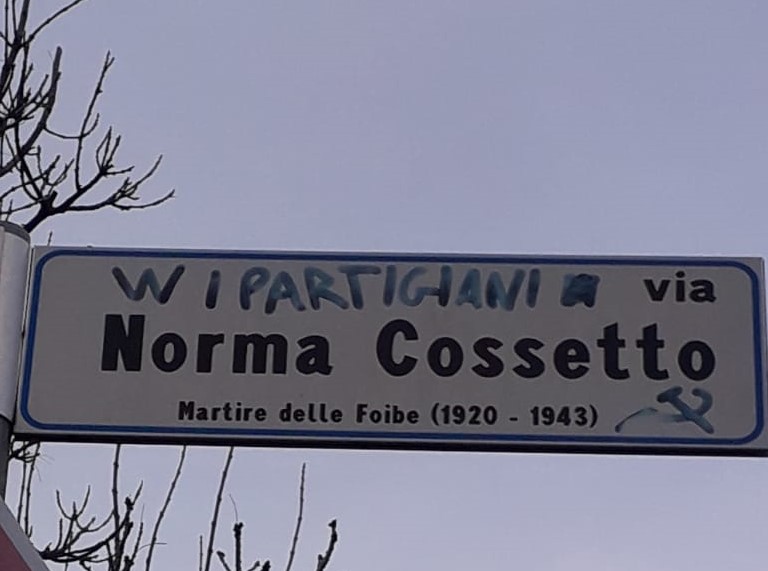 W I PARTIGIANI via
Norma Cossetto
Martire delle Foibe (1920 - 1943)